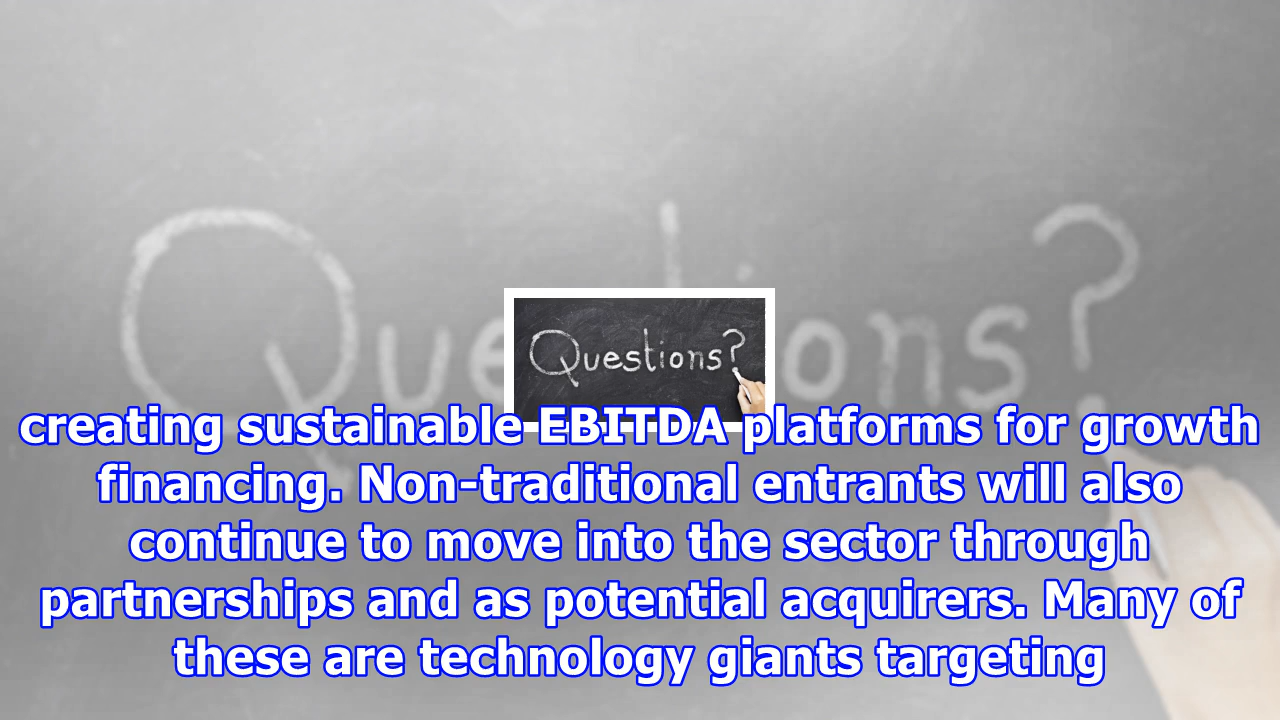 Questions?
Questions?
creating sustainable EBITDA platforms for growth
financing. Non-traditional entrants will also
continue to move into the sector through
partnerships and as potential acquirers. Many of
these are technology giants targeting